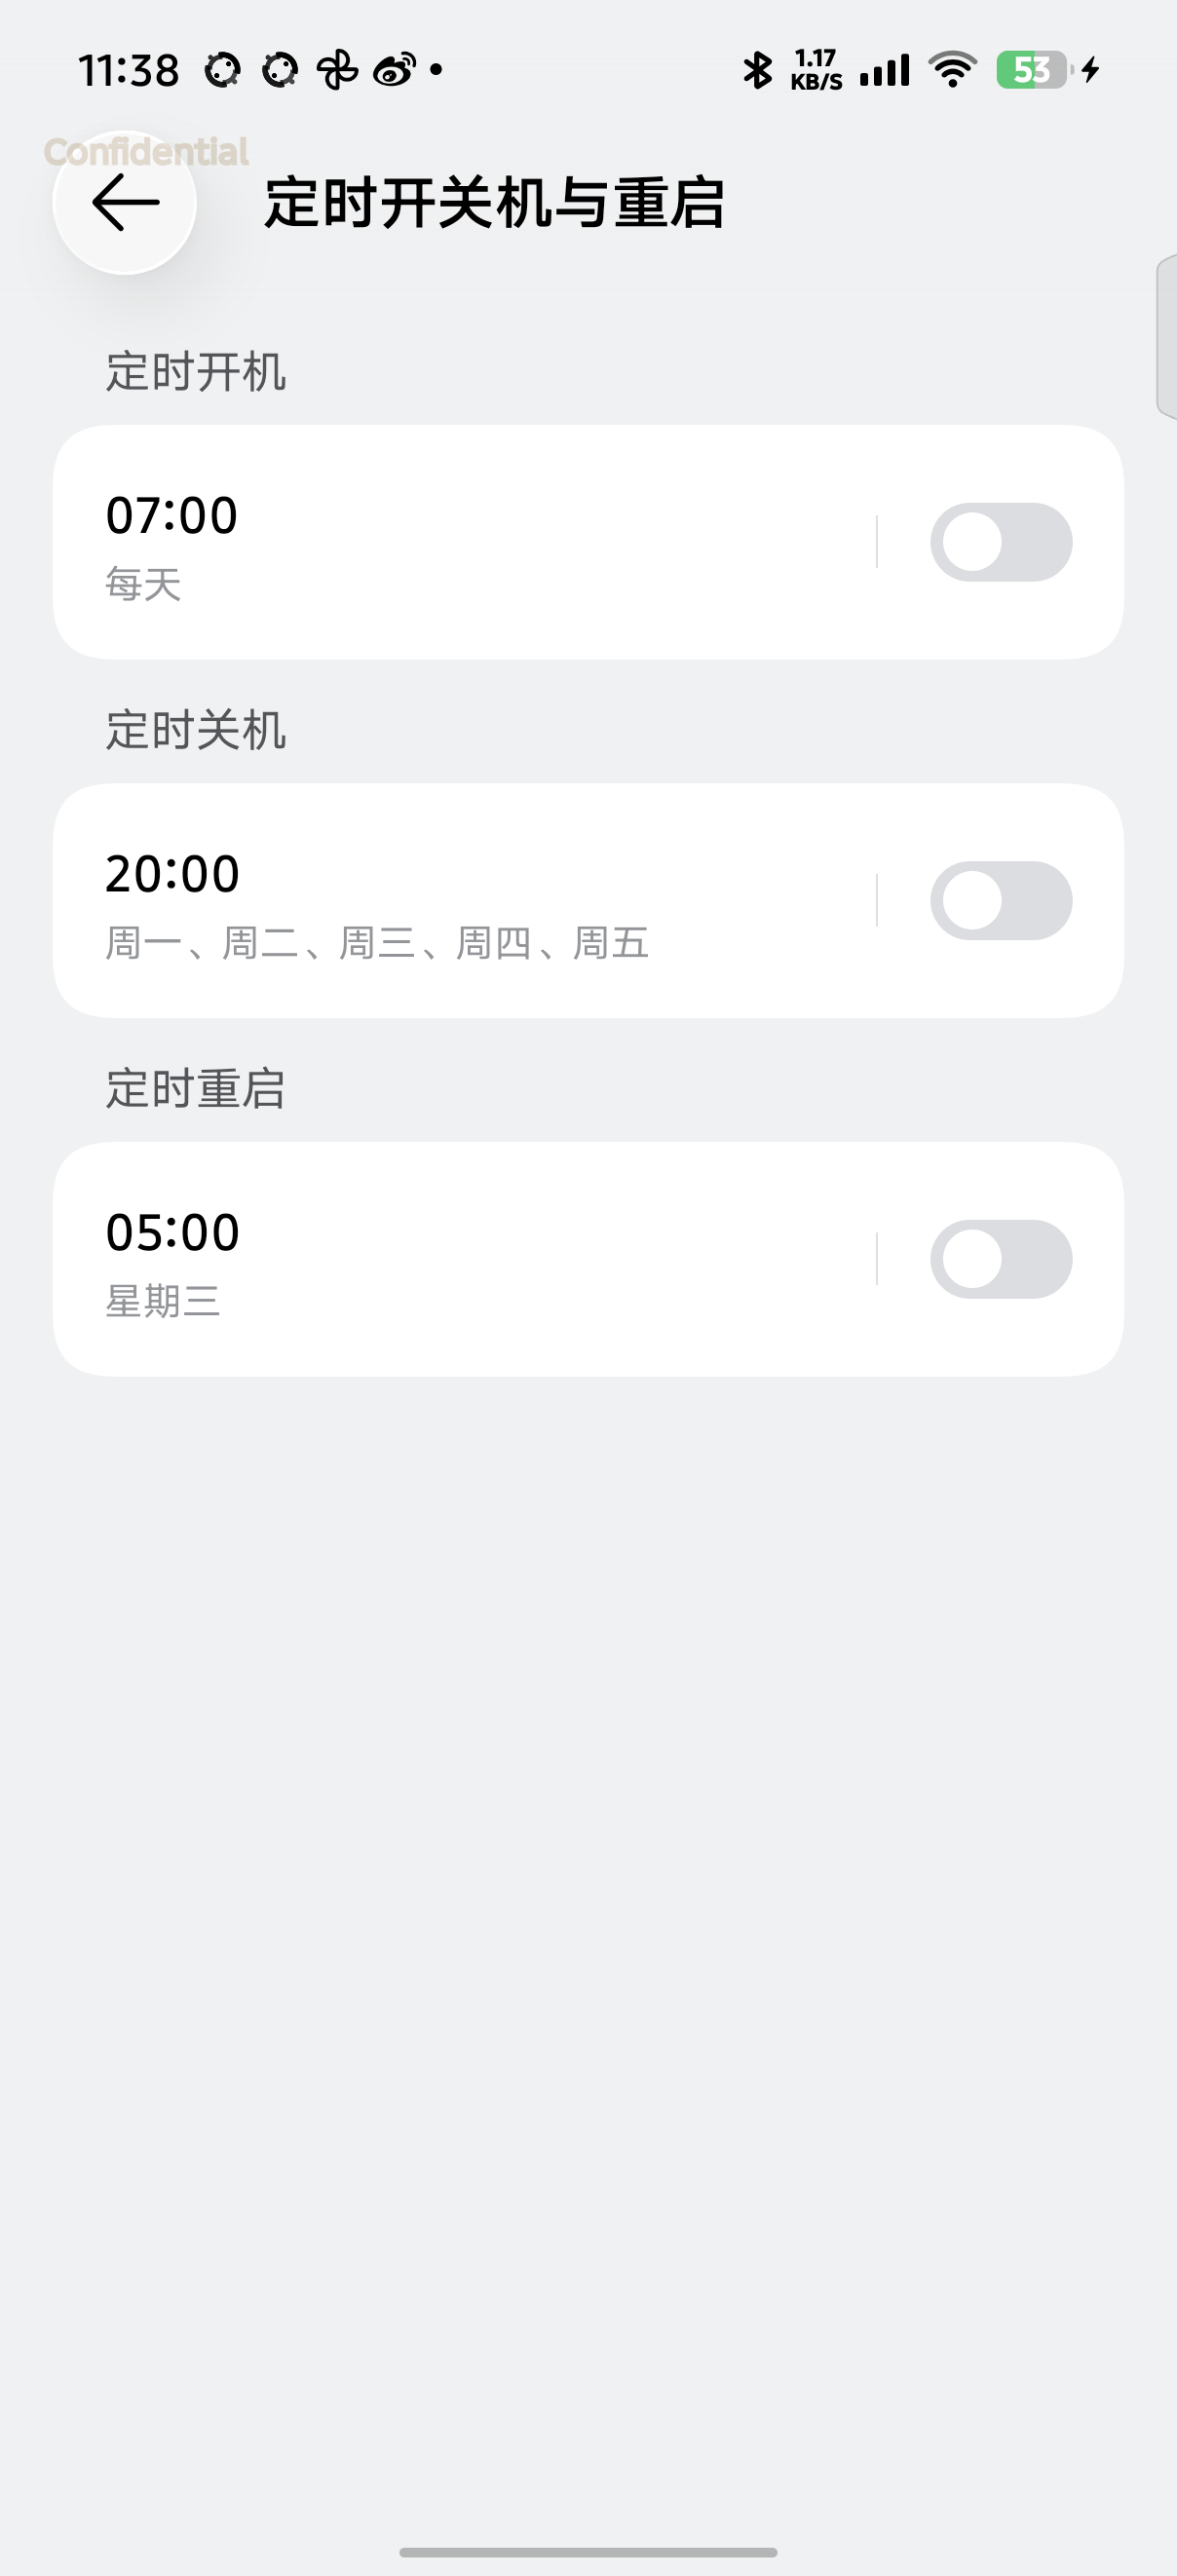 11:38
1.17
KB/S
53
Confidential
定时开关机与重启
定时开机
07:00
每天
定时关机
20:00
周一、周二、周三、周四、周五
定时重启
05:00
星期三